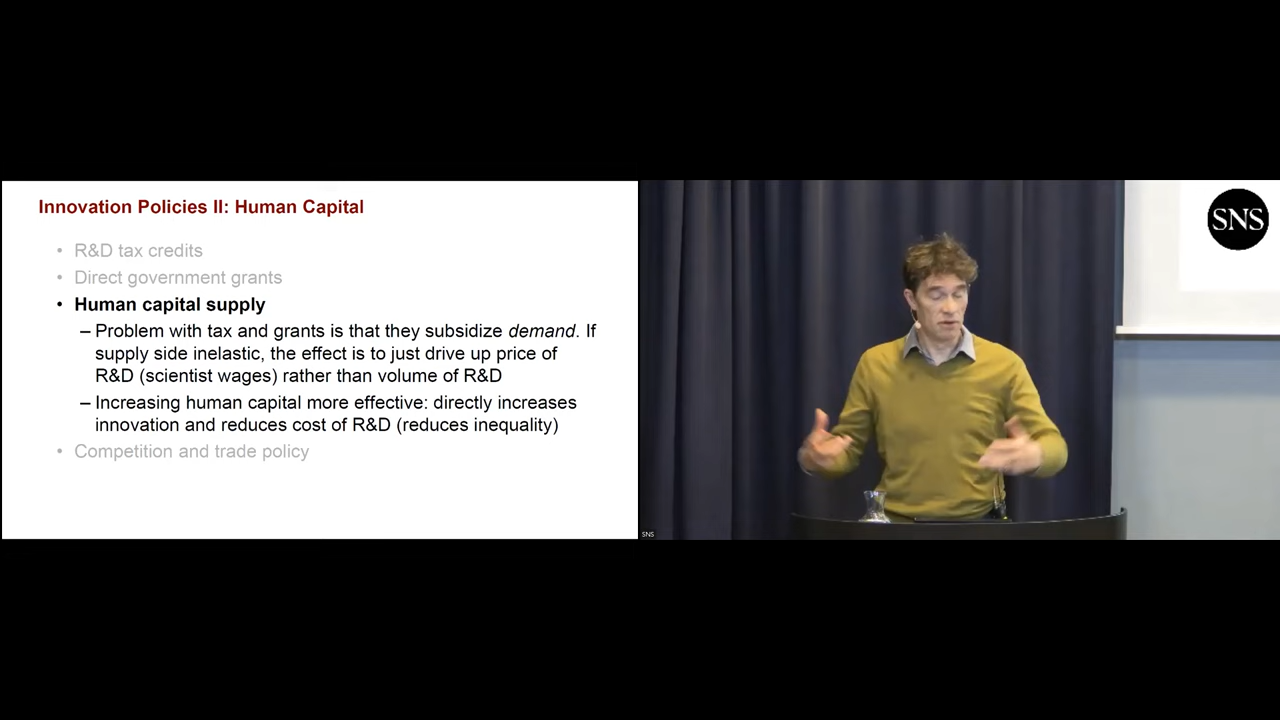 Innovation Policies II: Human Capital
• R&D tax credits
• Direct government grants
• Human capital supply
– Problem with tax and grants is that they subsidize demand. If
supply side inelastic, the effect is to just drive up price of
R&D (scientist wages) rather than volume of R&D
– Increasing human capital more effective: directly increases
innovation and reduces cost of R&D (reduces inequality)
• Competition and trade policy
SNS
SNS